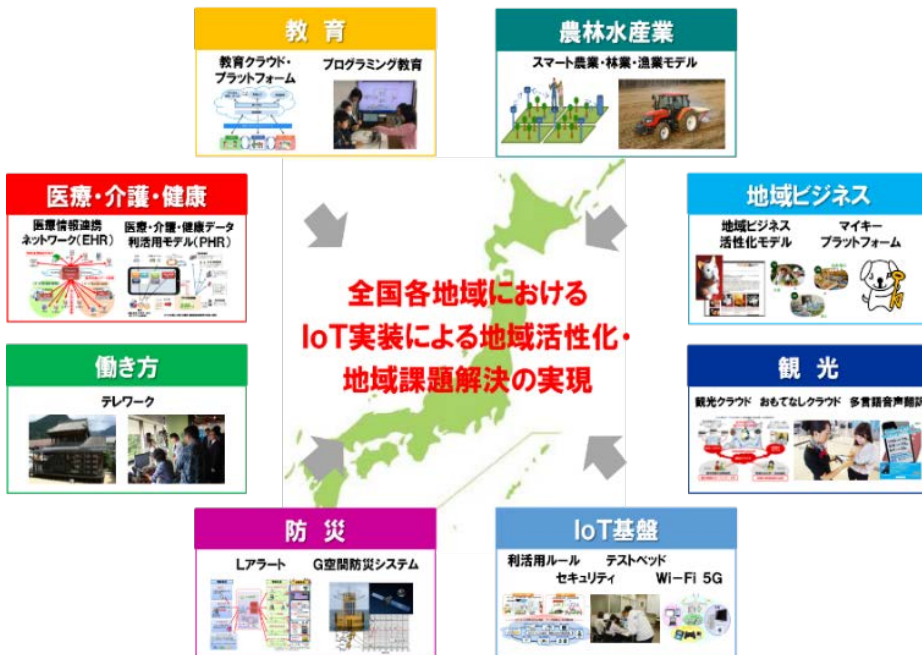 教 育
教育クラウド・
プラットフォーム
プログラミング教育
農林水産業
スマート農業・林業・漁業モデル
医療・介護・健康
医療情報連携
ネットワーク(EHR)
医療・介護・健康データ
利活用モデル(PHR)
地域ビジネス
地域ビジネス
活性化モデル
マイキー
プラットフォーム
全国各地域における
IoT実装による地域活性化・
地域課題解決の実現
働き方
テレワーク
観 光
観光クラウド おもてなしクラウド 多言語音声翻訳
防 災
Lアラート
G空間防災システム
IoT基盤
利活用ルール テストベッド
セキュリティ Wi-Fi 5G